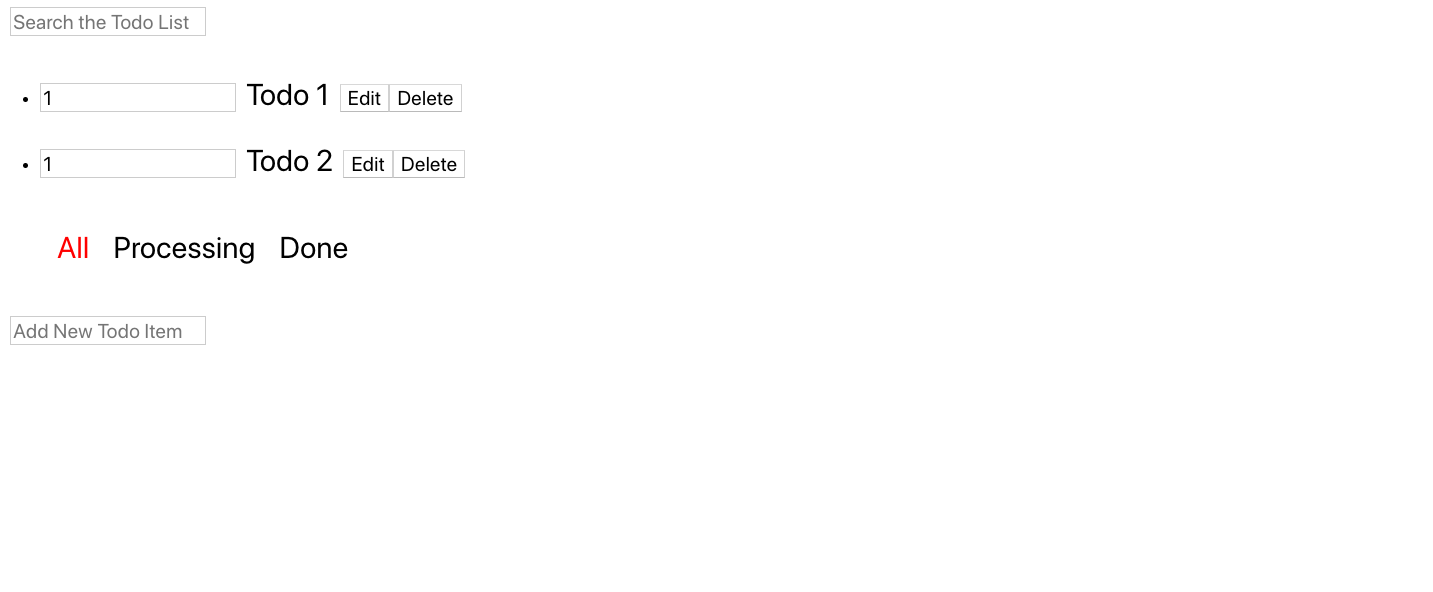 Search the Todo List
1 Todo 1 Edit Delete
1 Todo 2 Edit Delete
All Processing Done
Add New Todo Item